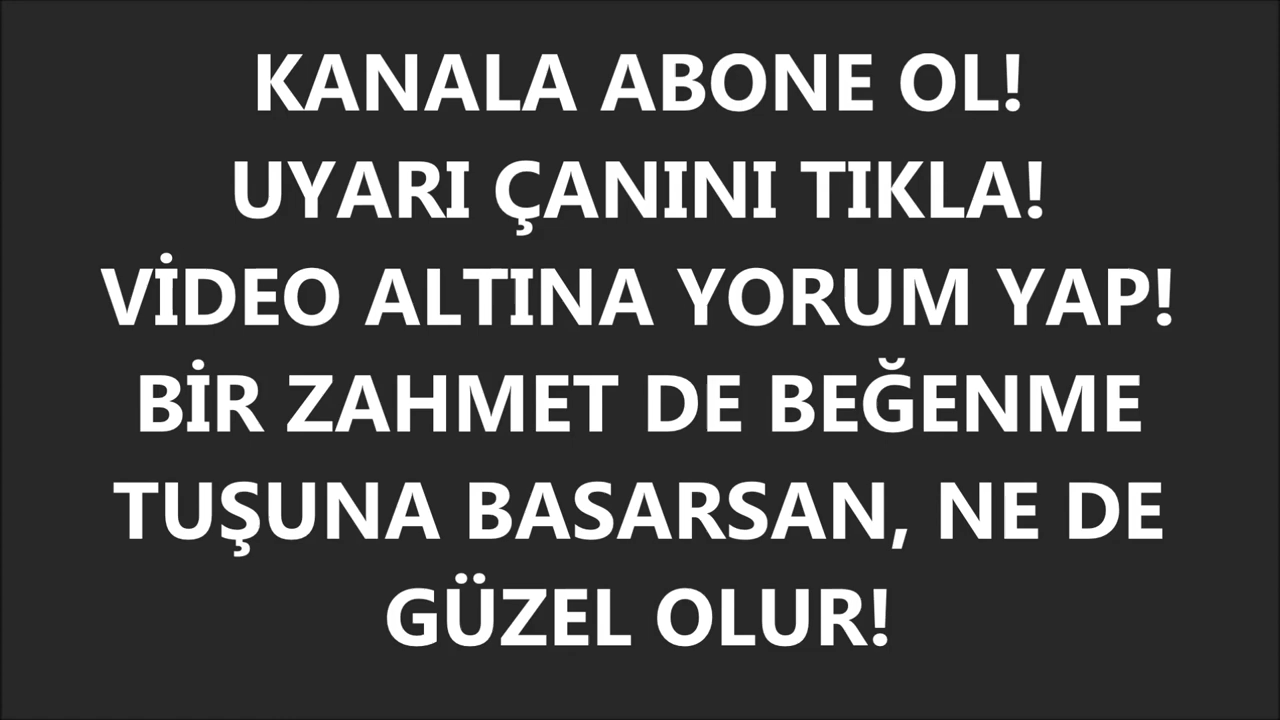 KANALA ABONE OL!
UYARI ÇANINI TIKLA!
VİDEO ALTINA YORUM YAP!
BİR ZAHMET DE BEĞENME
TUŞUNA BASARSAN, NE DE
GÜZEL OLUR!